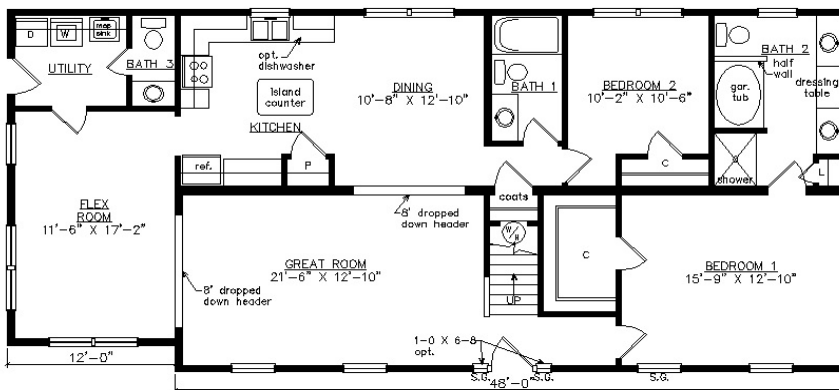 D
W
mop
sink
UTILITY
BATH 3
opt.
dishwasher
Island
counter
KITCHEN
DINING
10'-8" X 12'-10"
ref.
P
BATH 1
BEDROOM 2
10'-2" X 10'-6"
C
BATH 2
half
wall
dressing
table
gar.
tub
shower
L
FLEX
ROOM
11'-6" X 17'-2"
8' dropped
down header
coats
W/H
UP
C
GREAT ROOM
21'-6" X 12'-10"
8' dropped
down header
BEDROOM 1
15'-9" X 12'-10"
1-0 X 6-8
opt.
12'-0"
S.G.
S.G.
S.G.
48'-0"